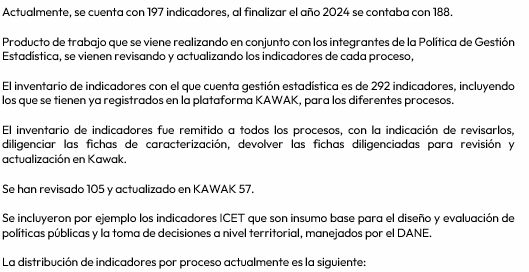 Actualmente, se cuenta con 197 indicadores, al finalizar el año 2024 se contaba con 188.
Producto de trabajo que se viene realizando en conjunto con los integrantes de la Política de Gestión
Estadística, se vienen revisando y actualizando los indicadores de cada proceso,
El inventario de indicadores con el que cuenta gestión estadística es de 292 indicadores, incluyendo
los que se tienen ya registrados en la plataforma KAWAK, para los diferentes procesos.
El inventario de indicadores fue remitido a todos los procesos, con la indicación de revisarlos,
diligenciar las fichas de caracterización, devolver las fichas diligenciadas para revisión y
actualización en Kawak.
Se han revisado 105 y actualizado en KAWAK 57.
Se incluyeron por ejemplo los indicadores ICET que son insumo base para el diseño y evaluación de
políticas públicas y la toma de decisiones a nivel territorial, manejados por el DANE.
La distribución de indicadores por proceso actualmente es la siguiente: